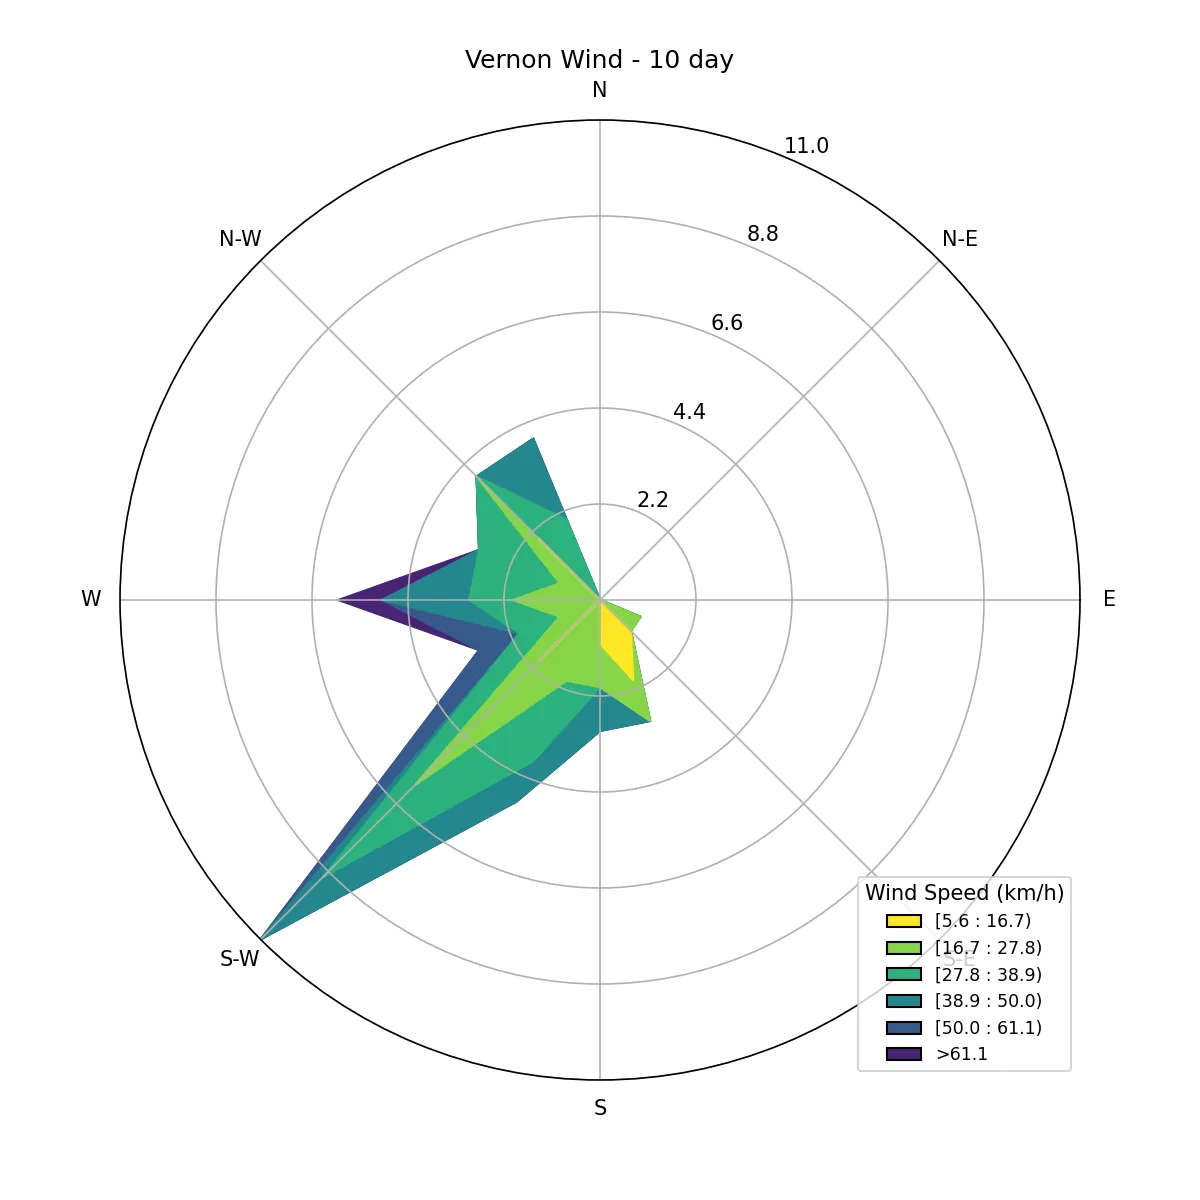 Vernon Wind - 10 day
N
11.0
N-W
8.8
N-E
6.6
4.4
2.2
W
E
Wind Speed (km/h)
[5.6 : 16.7)
[16.7 : 27.8)
S-W
S-E
[27.8 : 38.9)
[38.9 : 50.0)
[50.0 : 61.1)
>61.1
S